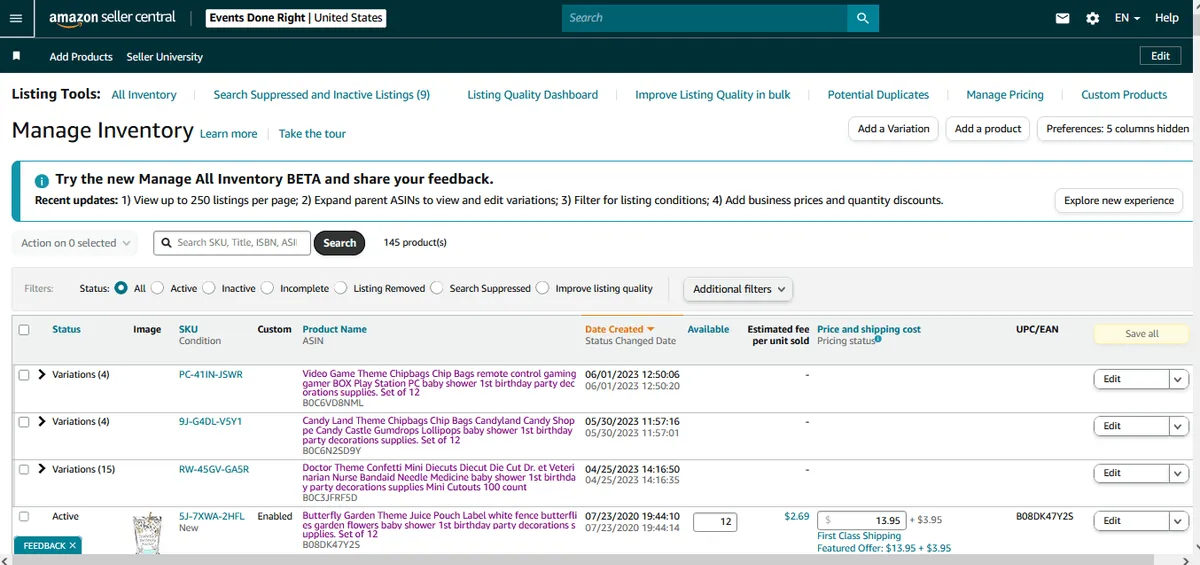 amazon seller central
Events Done Right | United States
Search
EN
Help
Add Products
Seller University
Edit
Listing Tools:
All Inventory
Search Suppressed and Inactive Listings (9)
Listing Quality Dashboard
Improve Listing Quality in bulk
Potential Duplicates
Manage Pricing
Custom Products
Manage Inventory
Learn more
Take the tour
Add a Variation
Add a product
Preferences: 5 columns hidden
Try the new Manage All Inventory BETA and share your feedback.
Recent updates: 1) View up to 250 listings per page; 2) Expand parent ASINs to view and edit variations; 3) Filter for listing conditions; 4) Add business prices and quantity discounts.
Explore new experience
Action on 0 selected
Search SKU, Title, ISBN, ASI
Search
145 product(s)
Filters:
Status:
All
Active
Inactive
Incomplete
Listing Removed
Search Suppressed
Improve listing quality
Additional filters
Status
Image
SKU
Condition
Custom
Product Name
ASIN
Date Created
Status Changed Date
Available
Estimated fee
per unit sold
Price and shipping cost
Pricing status
UPC/EAN
Save all
Variations (4)
PC-41IN-JSWR
Video Game Theme Chipbags Chip Bags remote control gaming
gamer BOX Play Station PC baby shower 1st birthday party dec
orations supplies. Set of 12
B0C6VD8NML
06/01/2023 12:50:06
06/01/2023 12:50:20
-
Edit
Variations (4)
9J-G4DL-V5Y1
Candy Land Theme Chipbags Chip Bags Candyland Candy Shop
pe Candy Castle Gumdrops Lollipops baby shower 1st birthday
party decorations supplies. Set of 12
B0C6N2SD9Y
05/30/2023 11:57:16
05/30/2023 11:57:01
-
Edit
Variations (15)
RW-45GV-GA5R
Doctor Theme Confetti Mini Diecuts Diecut Die Cut Dr. et Veteri
narian Nurse Bandaid Needle Medicine baby shower 1st birthda
y party decorations supplies Mini Cutouts 100 count
B0C3JFRF5D
04/25/2023 14:16:50
04/25/2023 14:16:35
-
Edit
Active
5J-7XWA-2HFL
New
Enabled
Butterfly Garden Theme Juice Pouch Label white fence butterfli
es garden flowers baby shower 1st birthday party decorations s
upplies. Set of 12
B08DK47Y2S
07/23/2020 19:44:10
07/23/2020 19:44:14
12
$2.69
$ 13.95 + $3.95
First Class Shipping
Featured Offer: $13.95 + $3.95
B08DK47Y2S
Edit
FEEDBACK